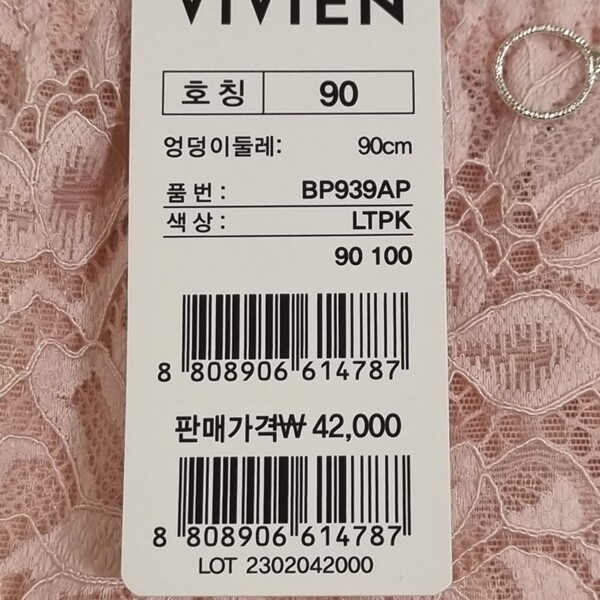 VIVIEN
호 칭 90
엉덩이둘레: 90cm
품 번 : BP939AP
색 상 : LTPK
90 100
8 808906 614787
판매가격₩ 42,000
8 808906 614787
LOT 2302042000